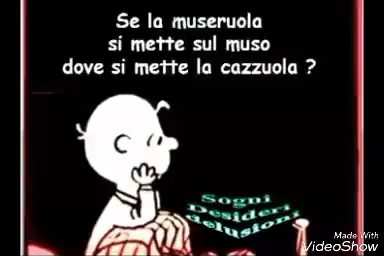 Se la museruola
si mette sul muso
dove si mette la cazzuola ?
Sogni
Desideri
delusioni
Made With
VideoShow